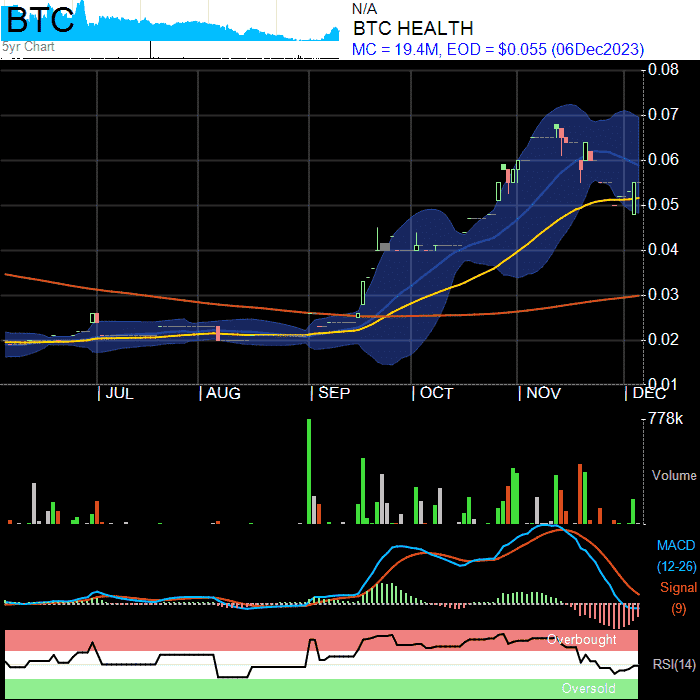 BTC
5yr Chart
N/A
BTC HEALTH
MC = 19.4M, EOD = $0.055 (06Dec2023)
0.08
0.07
0.06
0.05
0.04
0.03
0.02
0.01
| JUL | AUG | SEP | OCT | NOV | DEC
778k
Volume
MACD
(12-26)
Signal
(9)
Overbought
RSI(14)
Oversold